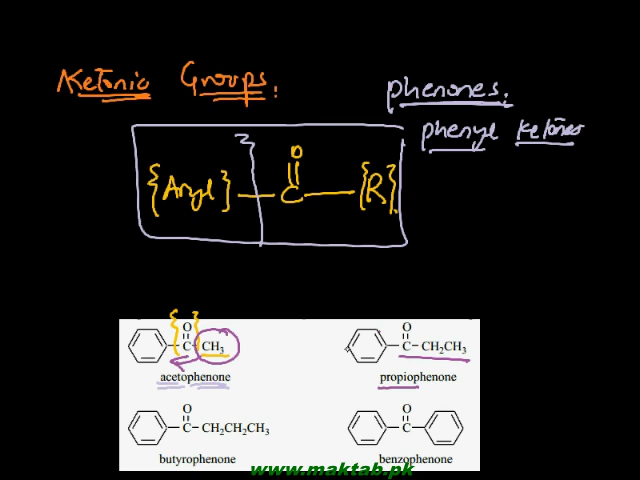 Ketonic Groups.
phenones.
phenyl ketones
O
{Aryl} C {R}
O
C CH3
acetophenone
O
C CH2CH3
propiophenone
O
C CH2CH2CH3
butyrophenone
O
C
benzophenone
www.maktab.pk